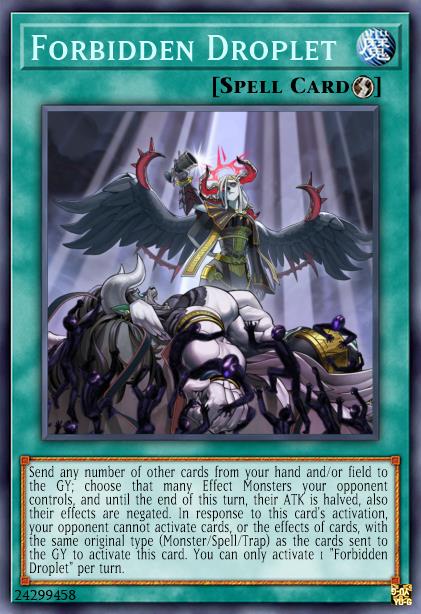 FORBIDDEN DROPLET 魔
[SPELL CARD]
Send any number of other cards from your hand and/or field to
the GY; choose that many Effect Monsters your opponent
controls, and until the end of this turn, their ATK is halved, also
their effects are negated. In response to this card's activation,
your opponent cannot activate cards, or the effects of cards, with
the same original type (Monster/Spell/Trap) as the cards sent to
the GY to activate this card. You can only activate 1 "Forbidden
Droplet" per turn.
24299458